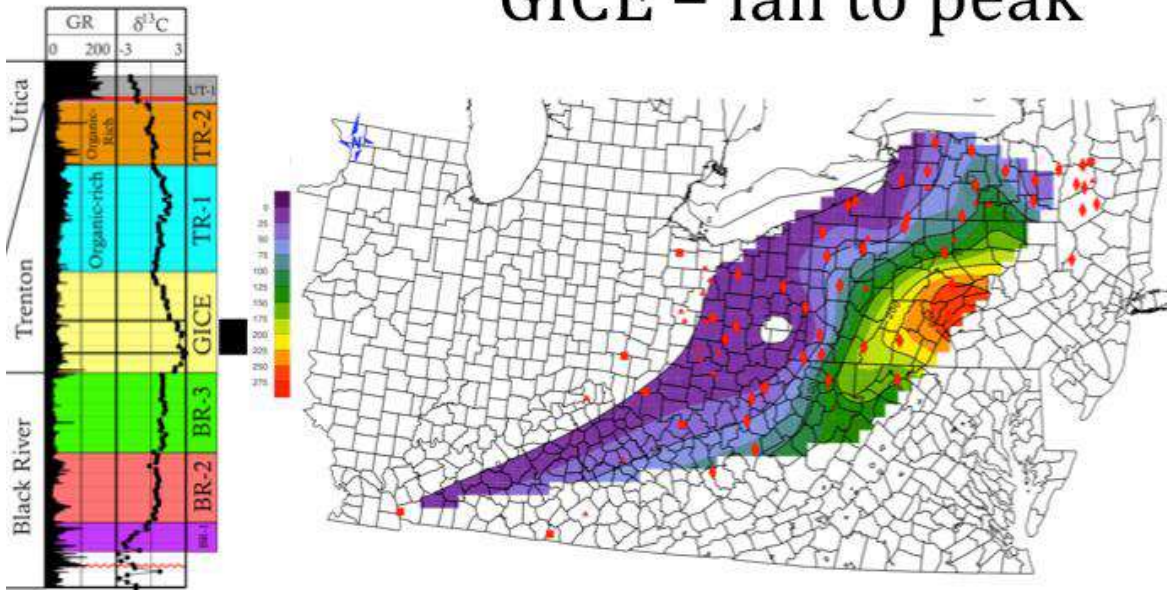 GICE – fall to peak
GR
δ¹³C
0 200
-3 3
Utica
Trenton
Black River
UT-1
Organic-Rich
TR-2
Organic-rich
TR-1
GICE
BR-3
BR-2
BR-1
0
25
50
75
100
125
150
175
200
225
250
275
N